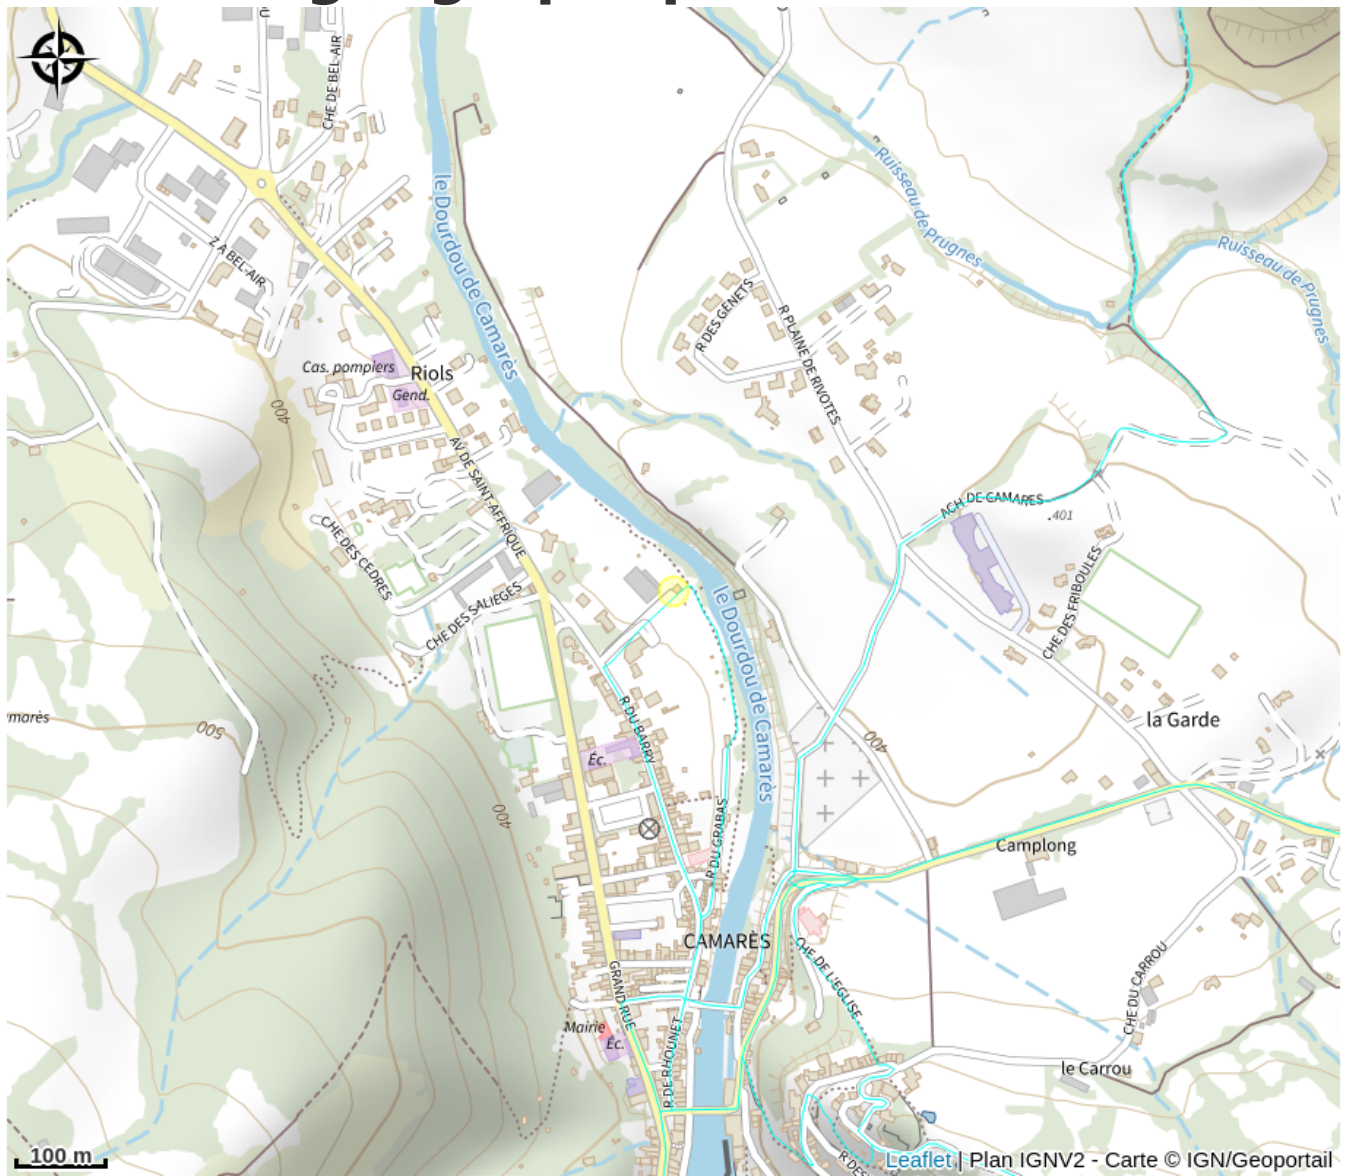 CHE DE BEL-AIR
le Dourdou de Camarès
Ruisseau de Prugnes
Ruisseau de Prugnes
Z A BEL-AIR
R DES GENETS
R PLAINE DE RIVOTES
Cas. pompiers
Riols
Gend.
400
AV DE SAINT-AFFRIQUE
ACH. DE CAMARES
.401
CHE DES CEDRES
CHE DES SALIEGES
CHE DES FRIBOULES
le Dourdou de Camarès
R DU BARRY
marès
500
la Garde
400
Éc.
400
R DU GRABAS
Camplong
CAMARÈS
CHE DE L'EGLISE
GRAND RUE
CHE DU CARROU
Mairie
Éc.
R DE RHOUNET
le Carrou
R DES
100 m
Leaflet | Plan IGNV2 - Carte © IGN/Geoportail